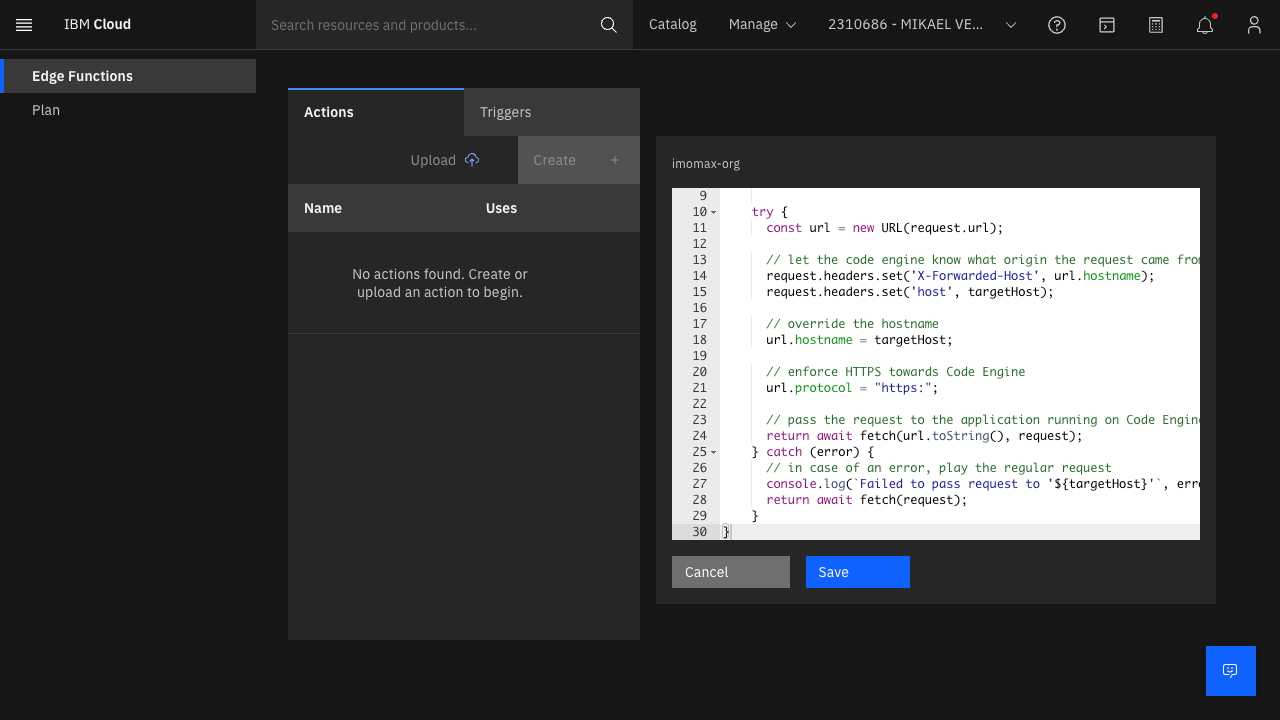 IBM Cloud
Search resources and products...
Catalog
Manage
2310686 - MIKAEL VE...
Edge Functions
Plan
Actions
Triggers
Upload
Create +
Name Uses
No actions found. Create or
upload an action to begin.
imomax-org
9
10 try {
11 const url = new URL(request.url);
12
13 // let the code engine know what origin the request came from
14 request.headers.set('X-Forwarded-Host', url.hostname);
15 request.headers.set('host', targetHost);
16
17 // override the hostname
18 url.hostname = targetHost;
19
20 // enforce HTTPS towards Code Engine
21 url.protocol = "https:";
22
23 // pass the request to the application running on Code Engine
24 return await fetch(url.toString(), request);
25 } catch (error) {
26 // in case of an error, play the regular request
27 console.log(`Failed to pass request to '${targetHost}'`, erro
28 return await fetch(request);
29 }
30 }
Cancel
Save